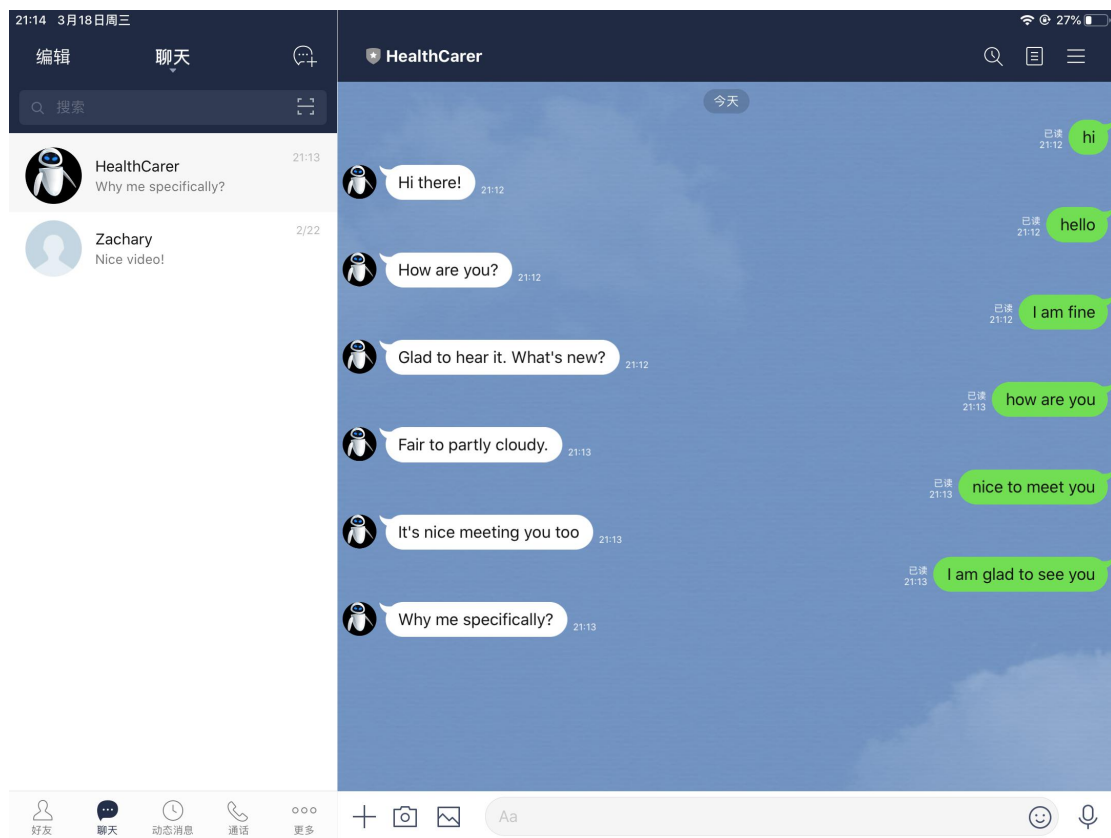 21:14 3月18日周三
27%
编辑
聊天
搜索
HealthCarer
21:13
Why me specifically?
Zachary
2/22
Nice video!
好友
聊天
动态消息
通话
更多
HealthCarer
今天
已读
21:12
hi
Hi there!
21:12
已读
21:12
hello
How are you?
21:12
已读
21:12
I am fine
Glad to hear it. What's new?
21:12
已读
21:13
how are you
Fair to partly cloudy.
21:13
已读
21:13
nice to meet you
It's nice meeting you too
21:13
已读
21:13
I am glad to see you
Why me specifically?
21:13
Aa